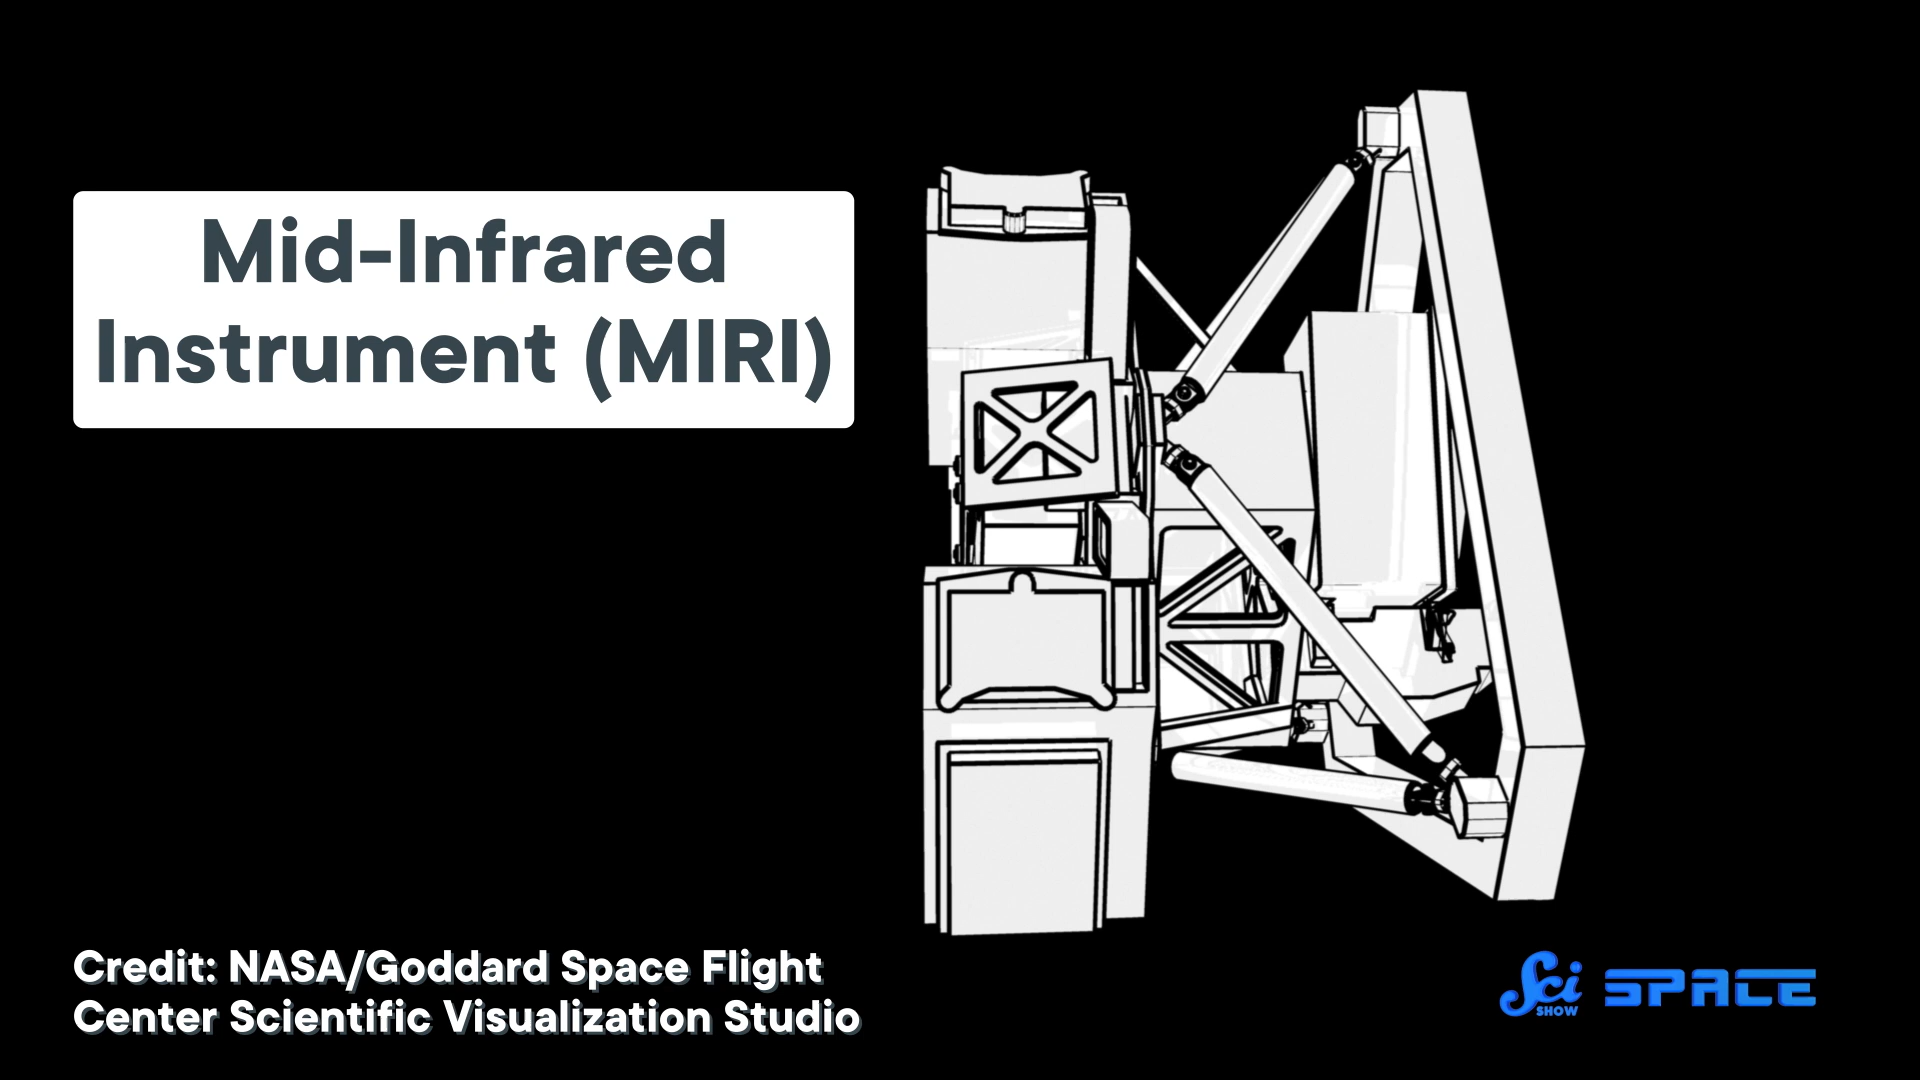 Mid-Infrared
Instrument (MIRI)
Credit: NASA/Goddard Space Flight
Center Scientific Visualization Studio
Sci SHOW SPACE